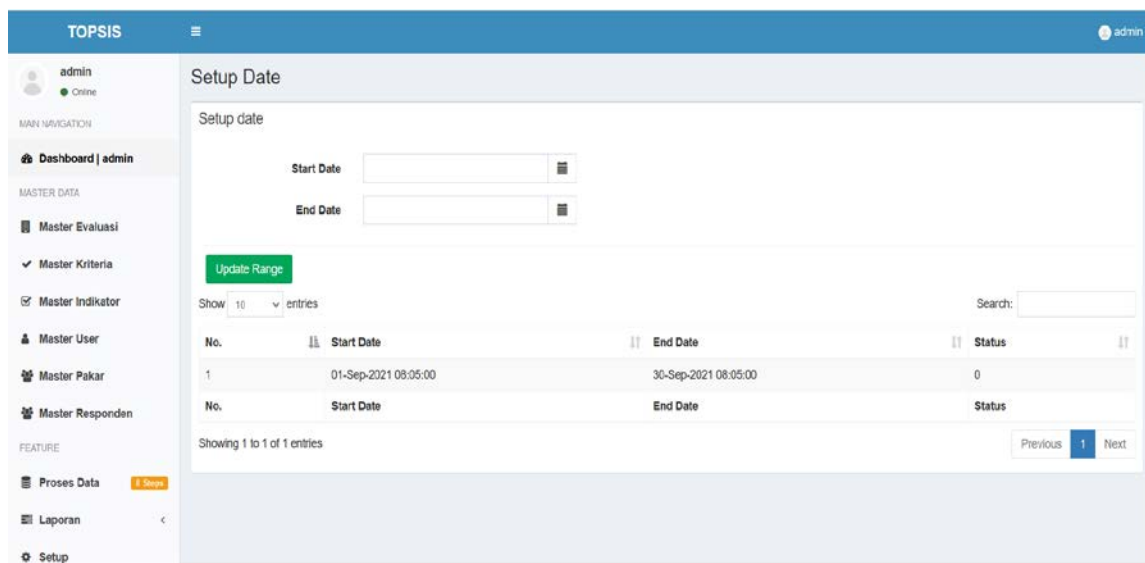 TOPSIS
admin
admin
Online
MAIN NAVIGATION
Dashboard | admin
MASTER DATA
Master Evaluasi
Master Kriteria
Master Indikator
Master User
Master Pakar
Master Responden
FEATURE
Proses Data
Steps
Laporan
Setup
Setup Date
Setup date
Start Date
End Date
Update Range
Show 10 entries
Search:
No. Start Date End Date Status
1 01-Sep-2021 08:05:00 30-Sep-2021 08:05:00 0
No. Start Date End Date Status
Showing 1 to 1 of 1 entries
Previous 1 Next